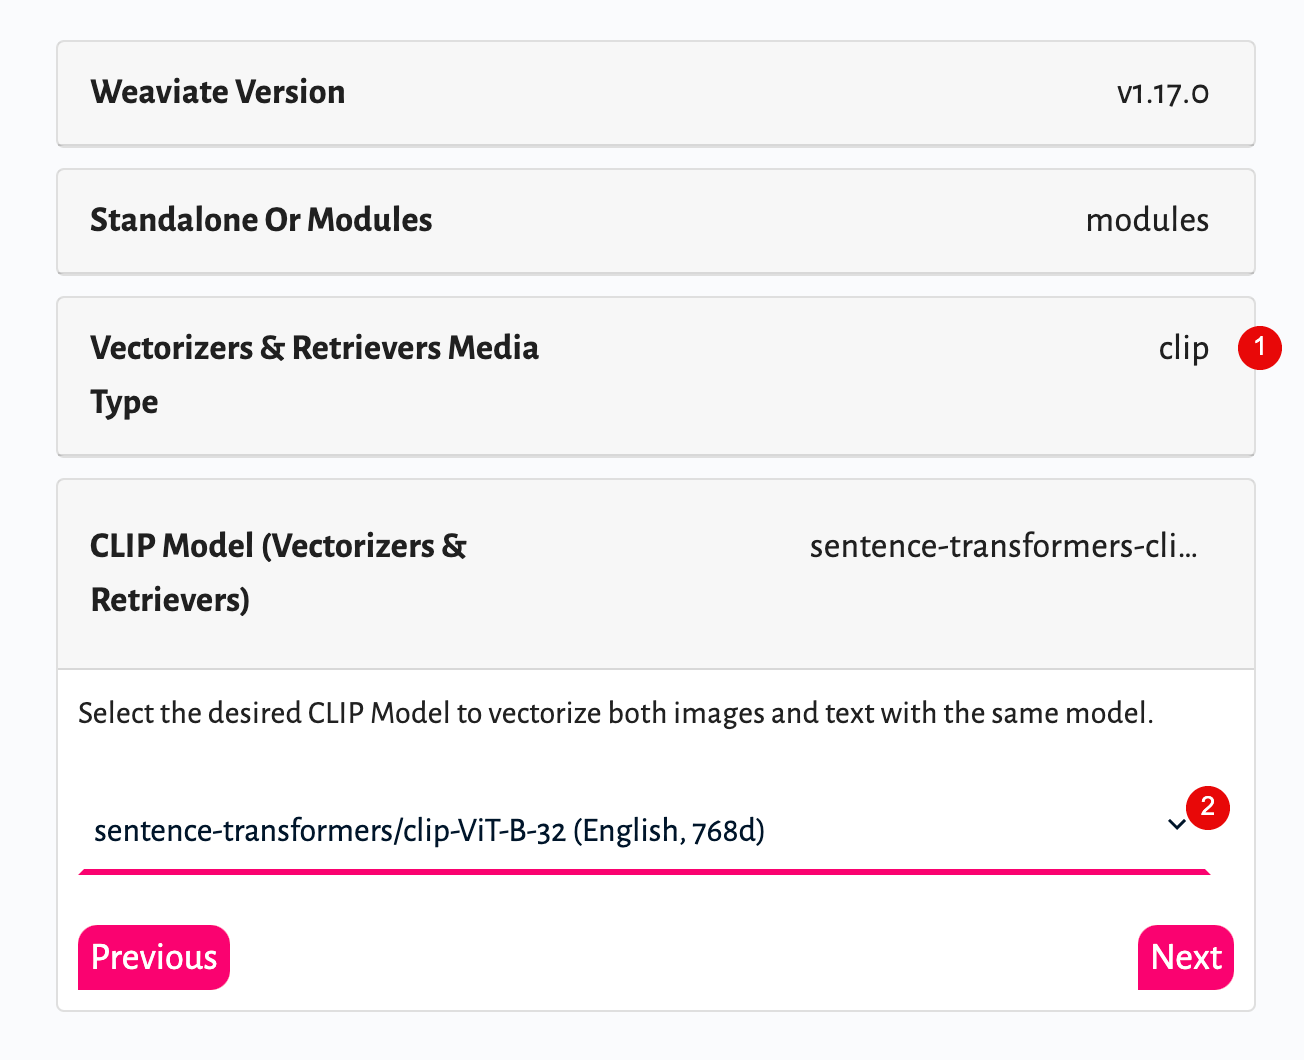 Weaviate Version
v1.17.0
Standalone Or Modules
modules
Vectorizers & Retrievers Media
Type
clip
1
CLIP Model (Vectorizers &
Retrievers)
sentence-transformers-cli...
Select the desired CLIP Model to vectorize both images and text with the same model.
sentence-transformers/clip-ViT-B-32 (English, 768d)
2
Previous
Next